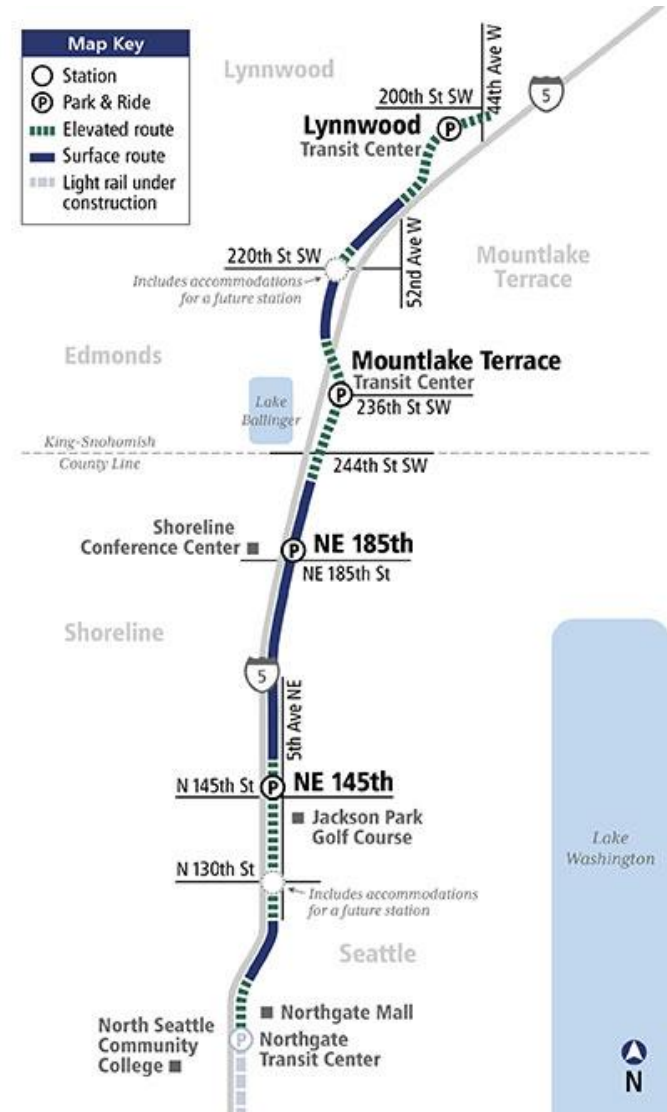 Map Key
Station
P Park & Ride
Elevated route
Surface route
Light rail under
construction
Lynnwood
44th Ave W
5
200th St SW
Lynnwood
P
Transit Center
220th St SW
52nd Ave W
Mountlake
Terrace
Includes accommodations
for a future station
Edmonds
Mountlake Terrace
Transit Center
P
236th St SW
Lake
Ballinger
King-Snohomish
County Line
244th St SW
Shoreline
Conference Center
P NE 185th
NE 185th St
Shoreline
5
5th Ave NE
N 145th St P NE 145th
Jackson Park
Golf Course
N 130th St
Includes accommodations
for a future station
Lake
Washington
Seattle
Northgate Mall
North Seattle
Community
College
P Northgate
Transit Center
N